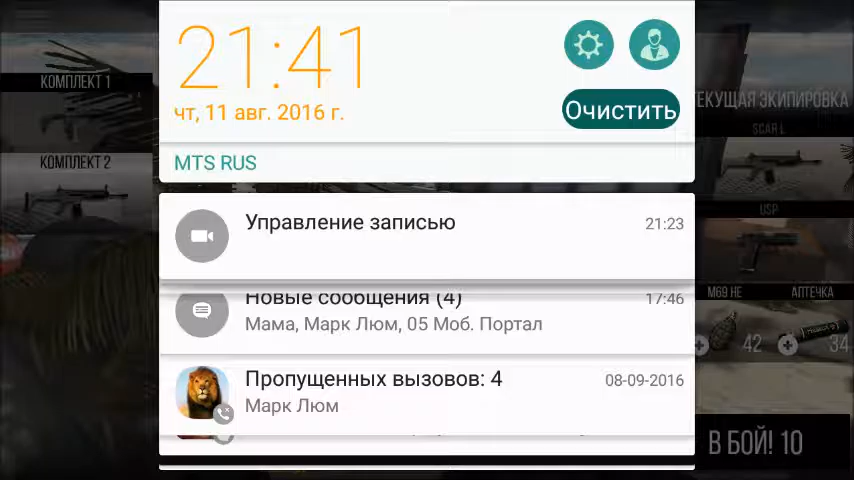 21:41
чт, 11 авг. 2016 г.
Очистить
MTS RUS
Управление записью
21:23
Новые сообщения (4)
17:46
Мама, Марк Люм, 05 Моб. Портал
Пропущенных вызовов: 4
08-09-2016
Марк Люм
КОМПЛЕКТ 1
КОМПЛЕКТ 2
ТЕКУЩАЯ ЭКИПИРОВКА
SCAR L
USP
M69 HE
АПТЕЧКА
42
34
В БОЙ! 10